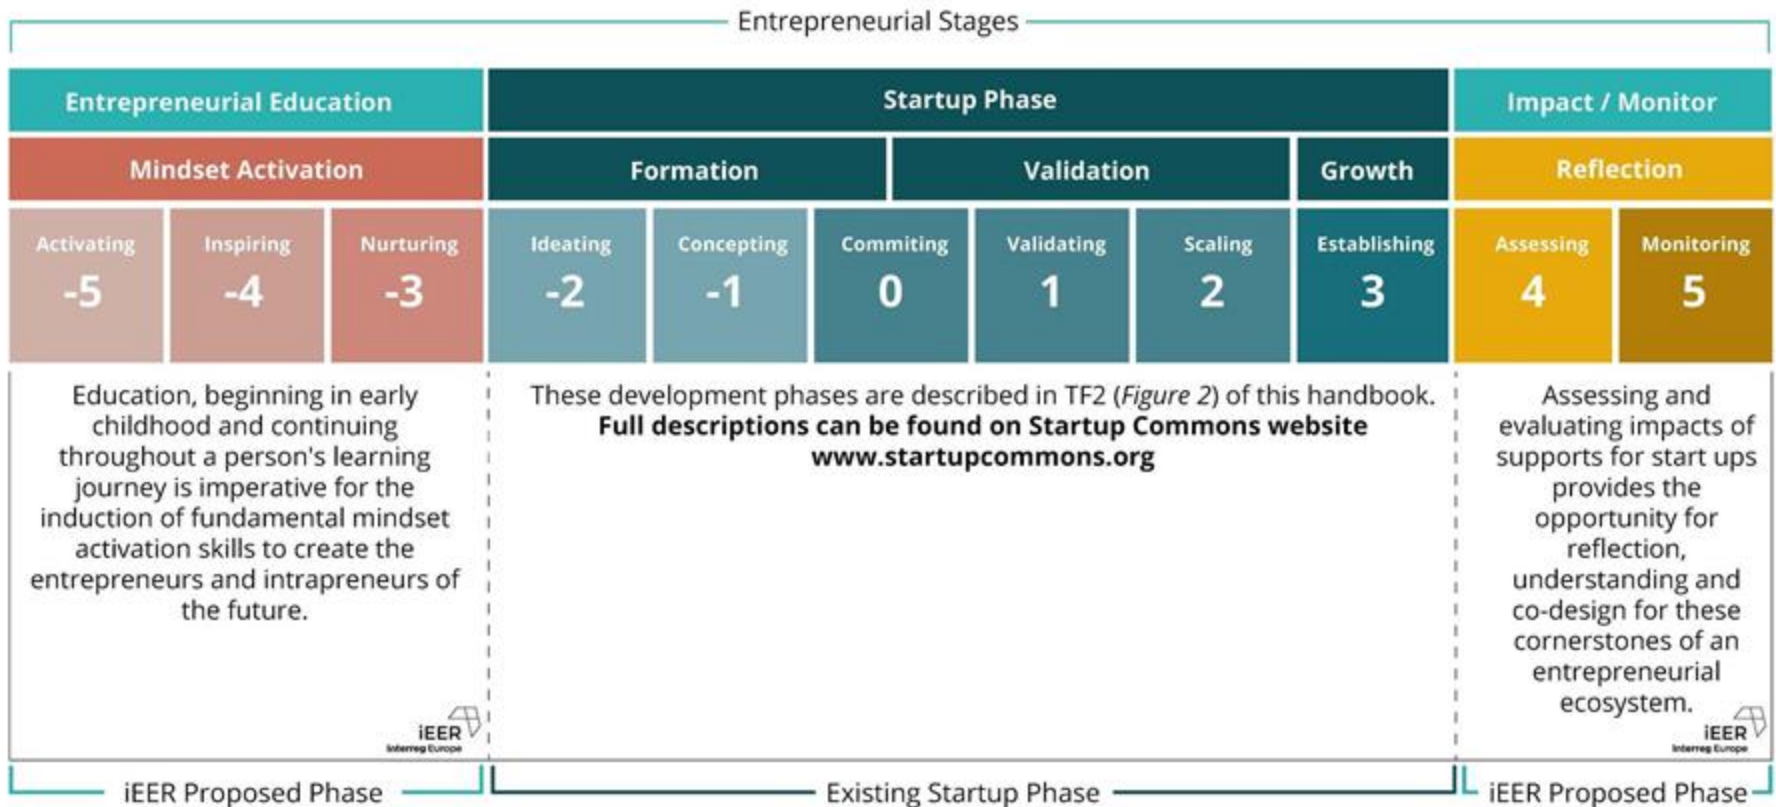 Entrepreneurial Stages
Entrepreneurial Education
Startup Phase
Impact / Monitor
Mindset Activation
Formation
Validation
Growth
Reflection
Activating
-5
Inspiring
-4
Nurturing
-3
Ideating
-2
Concepting
-1
Commiting
0
Validating
1
Scaling
2
Establishing
3
Assessing
4
Monitoring
5
Education, beginning in early
childhood and continuing
throughout a person's learning
journey is imperative for the
induction of fundamental mindset
activation skills to create the
entrepreneurs and intrapreneurs of
the future.
iEER
Interreg Europe
These development phases are described in TF2 (Figure 2) of this handbook.
Full descriptions can be found on Startup Commons website
www.startupcommons.org
Assessing and
evaluating impacts of
supports for start ups
provides the
opportunity for
reflection,
understanding and
co-design for these
cornerstones of an
entrepreneurial
ecosystem.
iEER
Interreg Europe
iEER Proposed Phase
Existing Startup Phase
iEER Proposed Phase